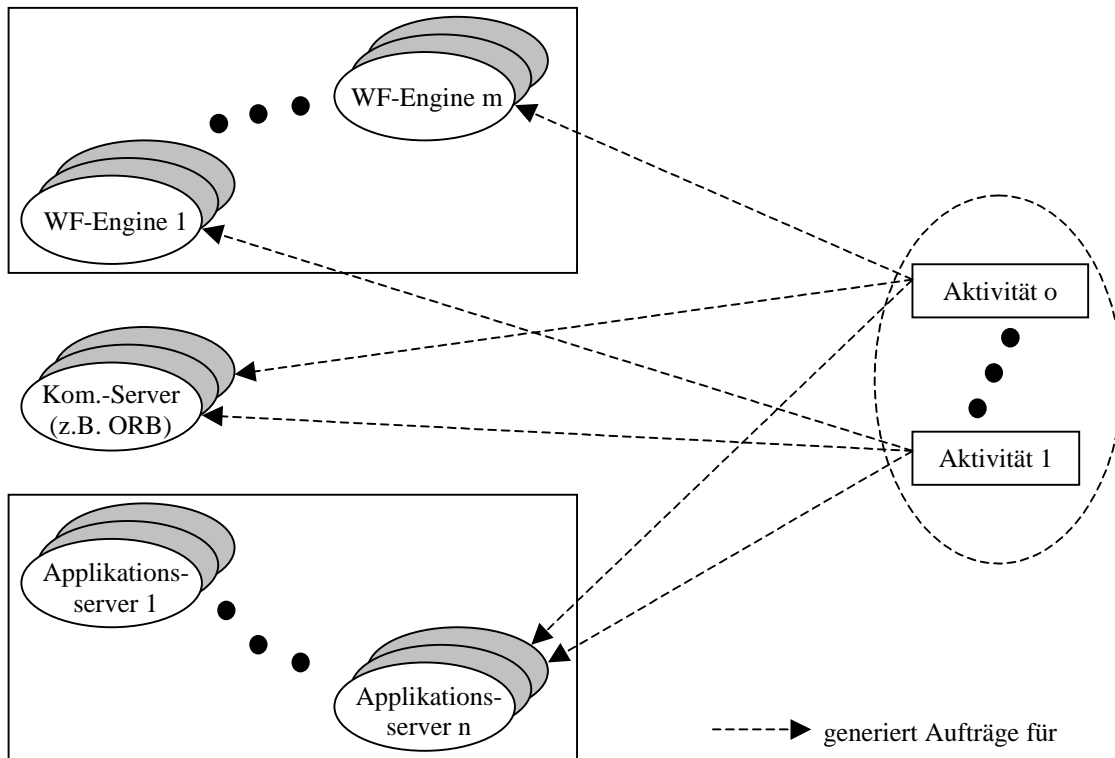 WF-Engine m
WF-Engine 1
Aktivität o
Kom.-Server
(z.B. ORB)
Aktivität 1
Applikations-
server 1
Applikations-
server n
generiert Aufträge für